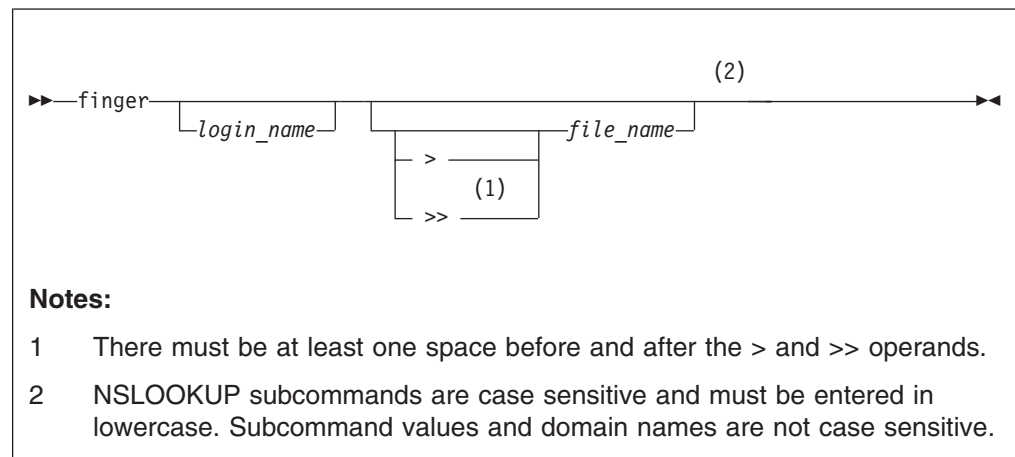 (2)
finger
login_name
file_name
>
(1)
>>
Notes:
1 There must be at least one space before and after the > and >> operands.
2 NSLOOKUP subcommands are case sensitive and must be entered in
lowercase. Subcommand values and domain names are not case sensitive.